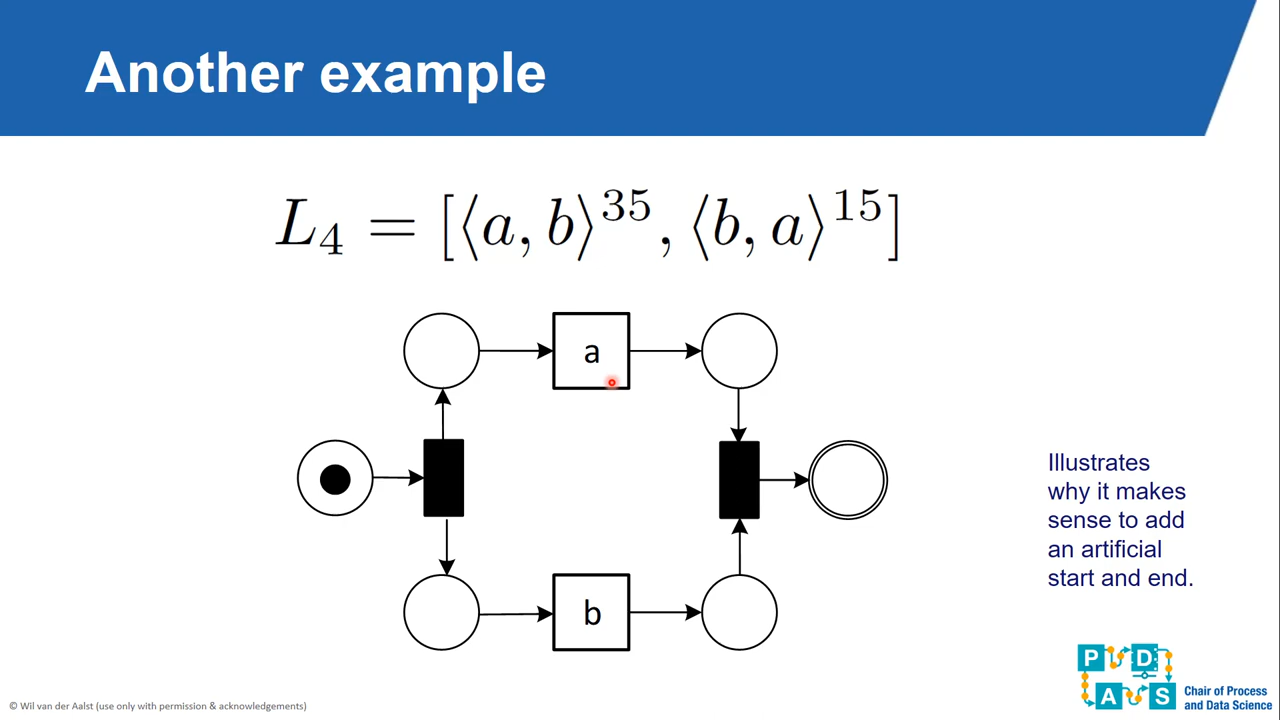 Another example
L₄ = [⟨a, b⟩³⁵, ⟨b, a⟩¹⁵]
a
b
Illustrates
why it makes
sense to add
an artificial
start and end.
P D
A S
Chair of Process
and Data Science
© Wil van der Aalst (use only with permission & acknowledgements)